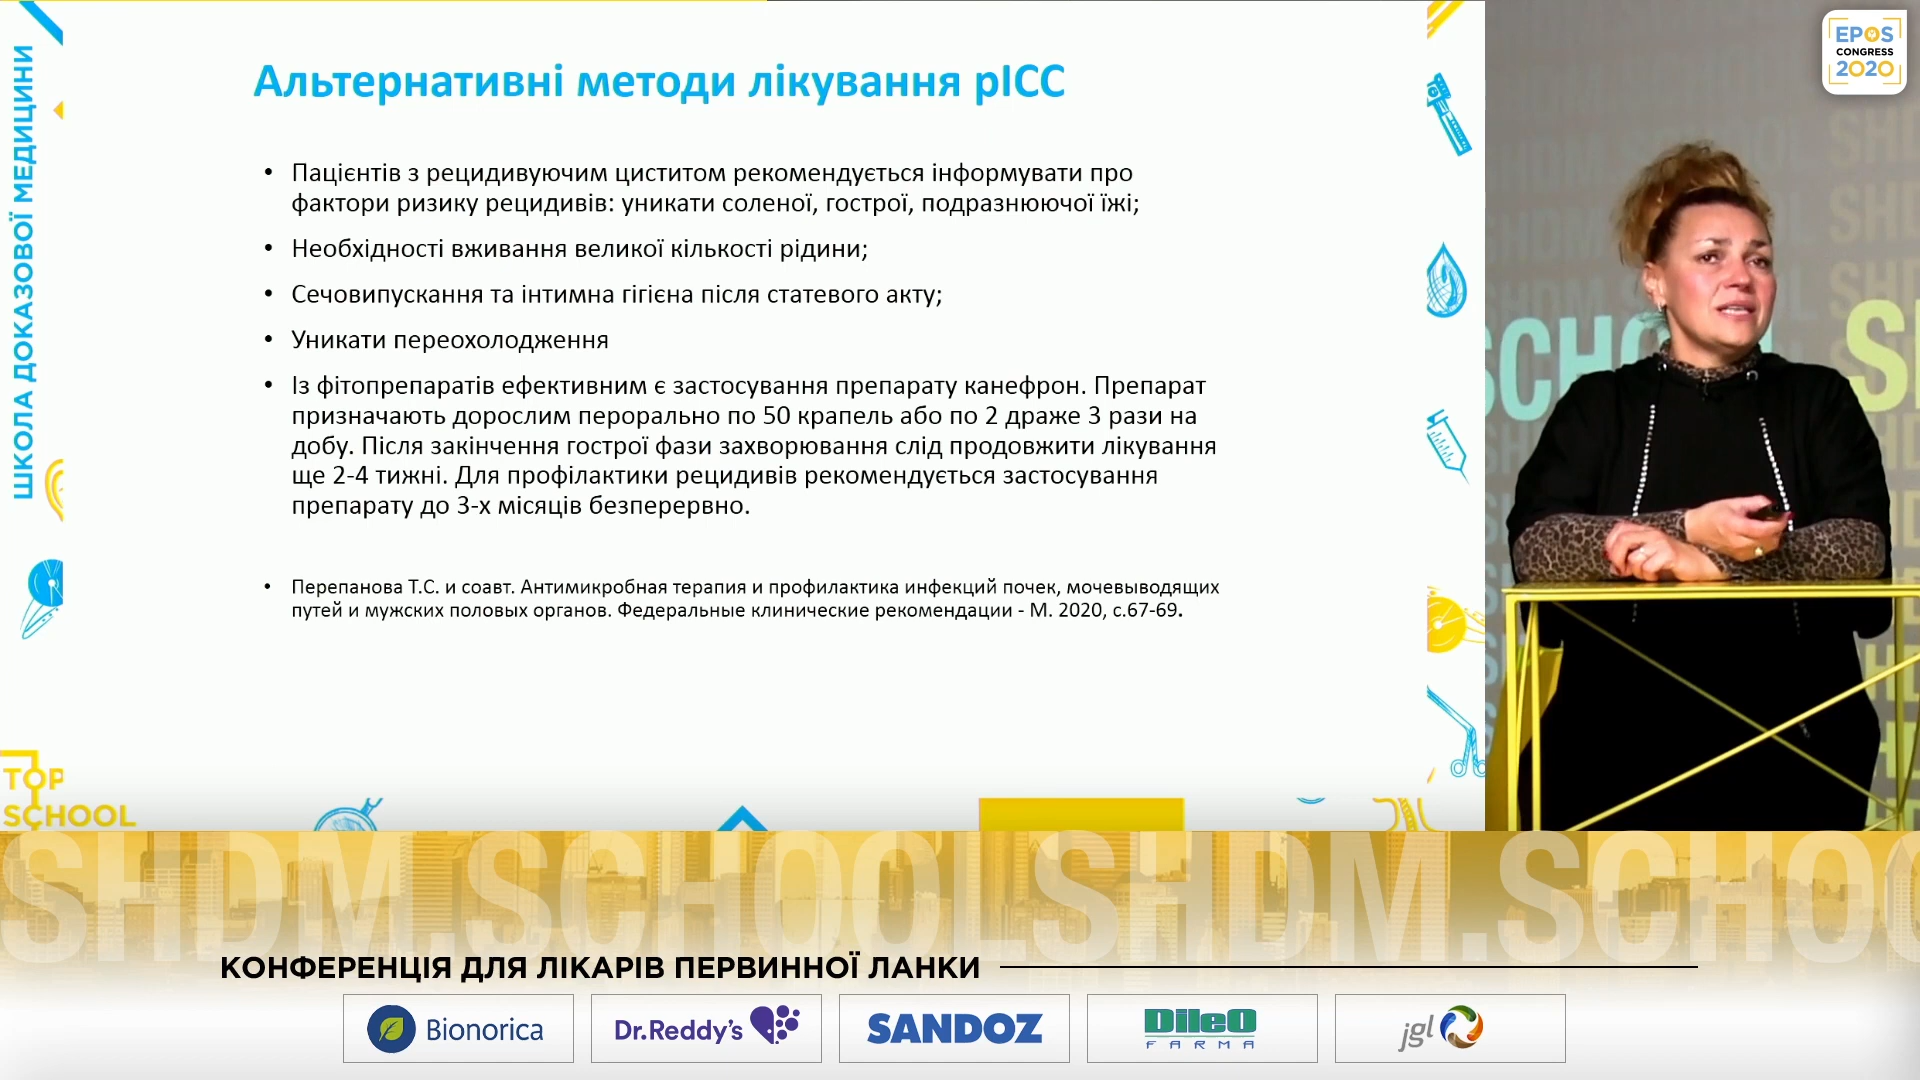 ШКОЛА ДОКАЗОВОЇ МЕДИЦИНИ
Альтернативні методи лікування рІСС
• Пацієнтів з рецидивуючим циститом рекомендується інформувати про
фактори ризику рецидивів: уникати соленої, гострої, подразнюючої їжі;
• Необхідності вживання великої кількості рідини;
• Сечовипускання та інтимна гігієна після статевого акту;
• Уникати переохолодження
• Із фітопрепаратів ефективним є застосування препарату канефрон. Препарат
призначають дорослим перорально по 50 крапель або по 2 драже 3 рази на
добу. Після закінчення гострої фази захворювання слід продовжити лікування
ще 2-4 тижні. Для профілактики рецидивів рекомендується застосування
препарату до 3-х місяців безперервно.
• Перепанова Т.С. и соавт. Антимикробная терапия и профилактика инфекций почек, мочевыводящих
путей и мужских половых органов. Федеральные клинические рекомендации - М. 2020, с.67-69.
TOP
SCHOOL
EPOS
CONGRESS
2020
SCHOOL
SHDM.SCHOOLSHDM.SCHOO
КОНФЕРЕНЦІЯ ДЛЯ ЛІКАРІВ ПЕРВИННОЇ ЛАНКИ
Bionorica
Dr.Reddy's
SANDOZ
DileO
FARMA
jgl